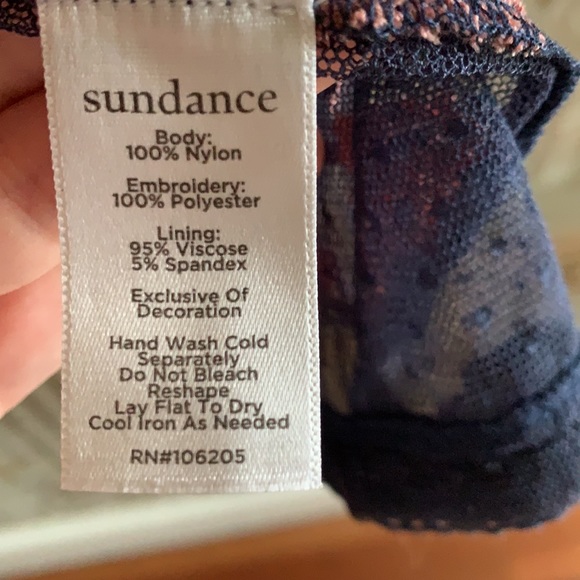 sundance
Body:
100% Nylon
Embroidery:
100% Polyester
Lining:
95% Viscose
5% Spandex
Exclusive Of
Decoration
Hand Wash Cold
Separately
Do Not Bleach
Reshape
Lay Flat To Dry
Cool Iron As Needed
RN#106205